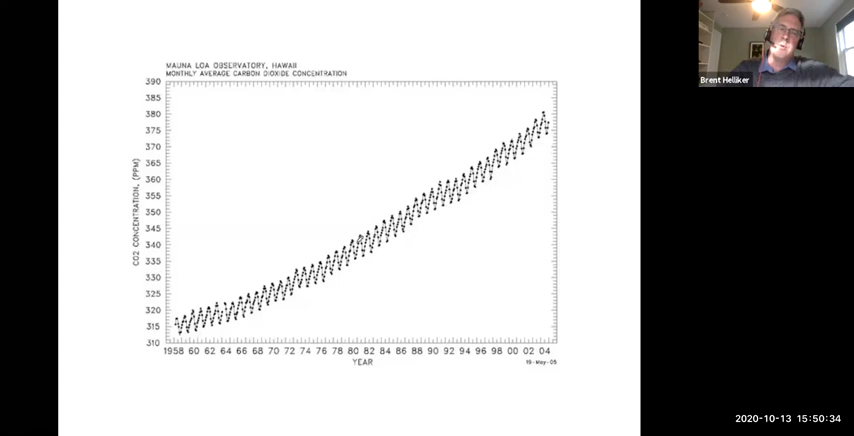 MAUNA LOA OBSERVATORY, HAWAII
MONTHLY AVERAGE CARBON DIOXIDE CONCENTRATION
390
385
380
375
370
365
360
355
350
345
340
335
330
325
320
315
310
CO2 CONCENTRATION, (PPM)
1958 60 62 64 66 68 70 72 74 76 78 80 82 84 86 88 90 92 94 96 98 00 02 04
YEAR
19-May-05
Brent Helliker
2020-10-13 15:50:34